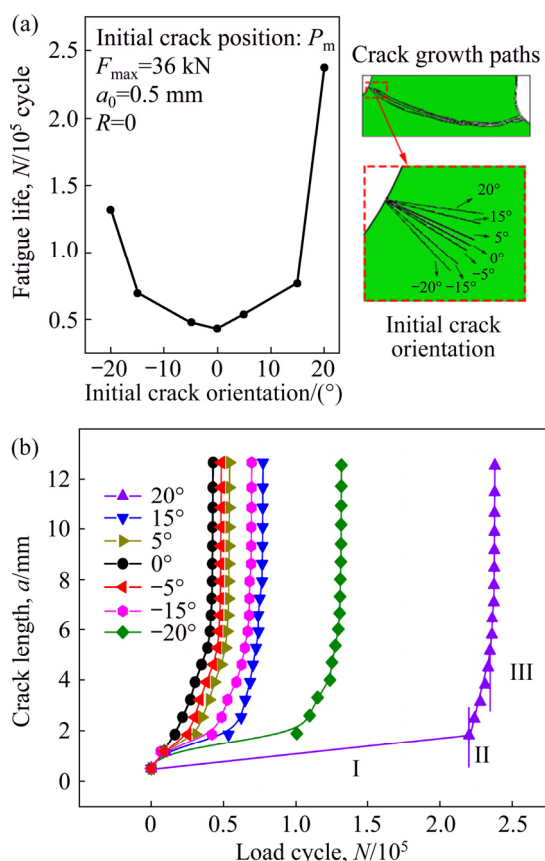 (a)
Initial crack position: Pm
Fmax=36 kN
a0=0.5 mm
R=0
Fatigue life, N/10^5 cycle
2.5
2.0
1.5
1.0
0.5
−20
−10
0
10
20
Initial crack orientation/(°)
Crack growth paths
20°
15°
5°
0°
−5°
−15°
−20°
Initial crack
orientation
(b)
Crack length, a/mm
12
10
8
6
4
2
0
20°
15°
5°
0°
−5°
−15°
−20°
I
II
III
0
0.5
1.0
1.5
2.0
2.5
Load cycle, N/10^5